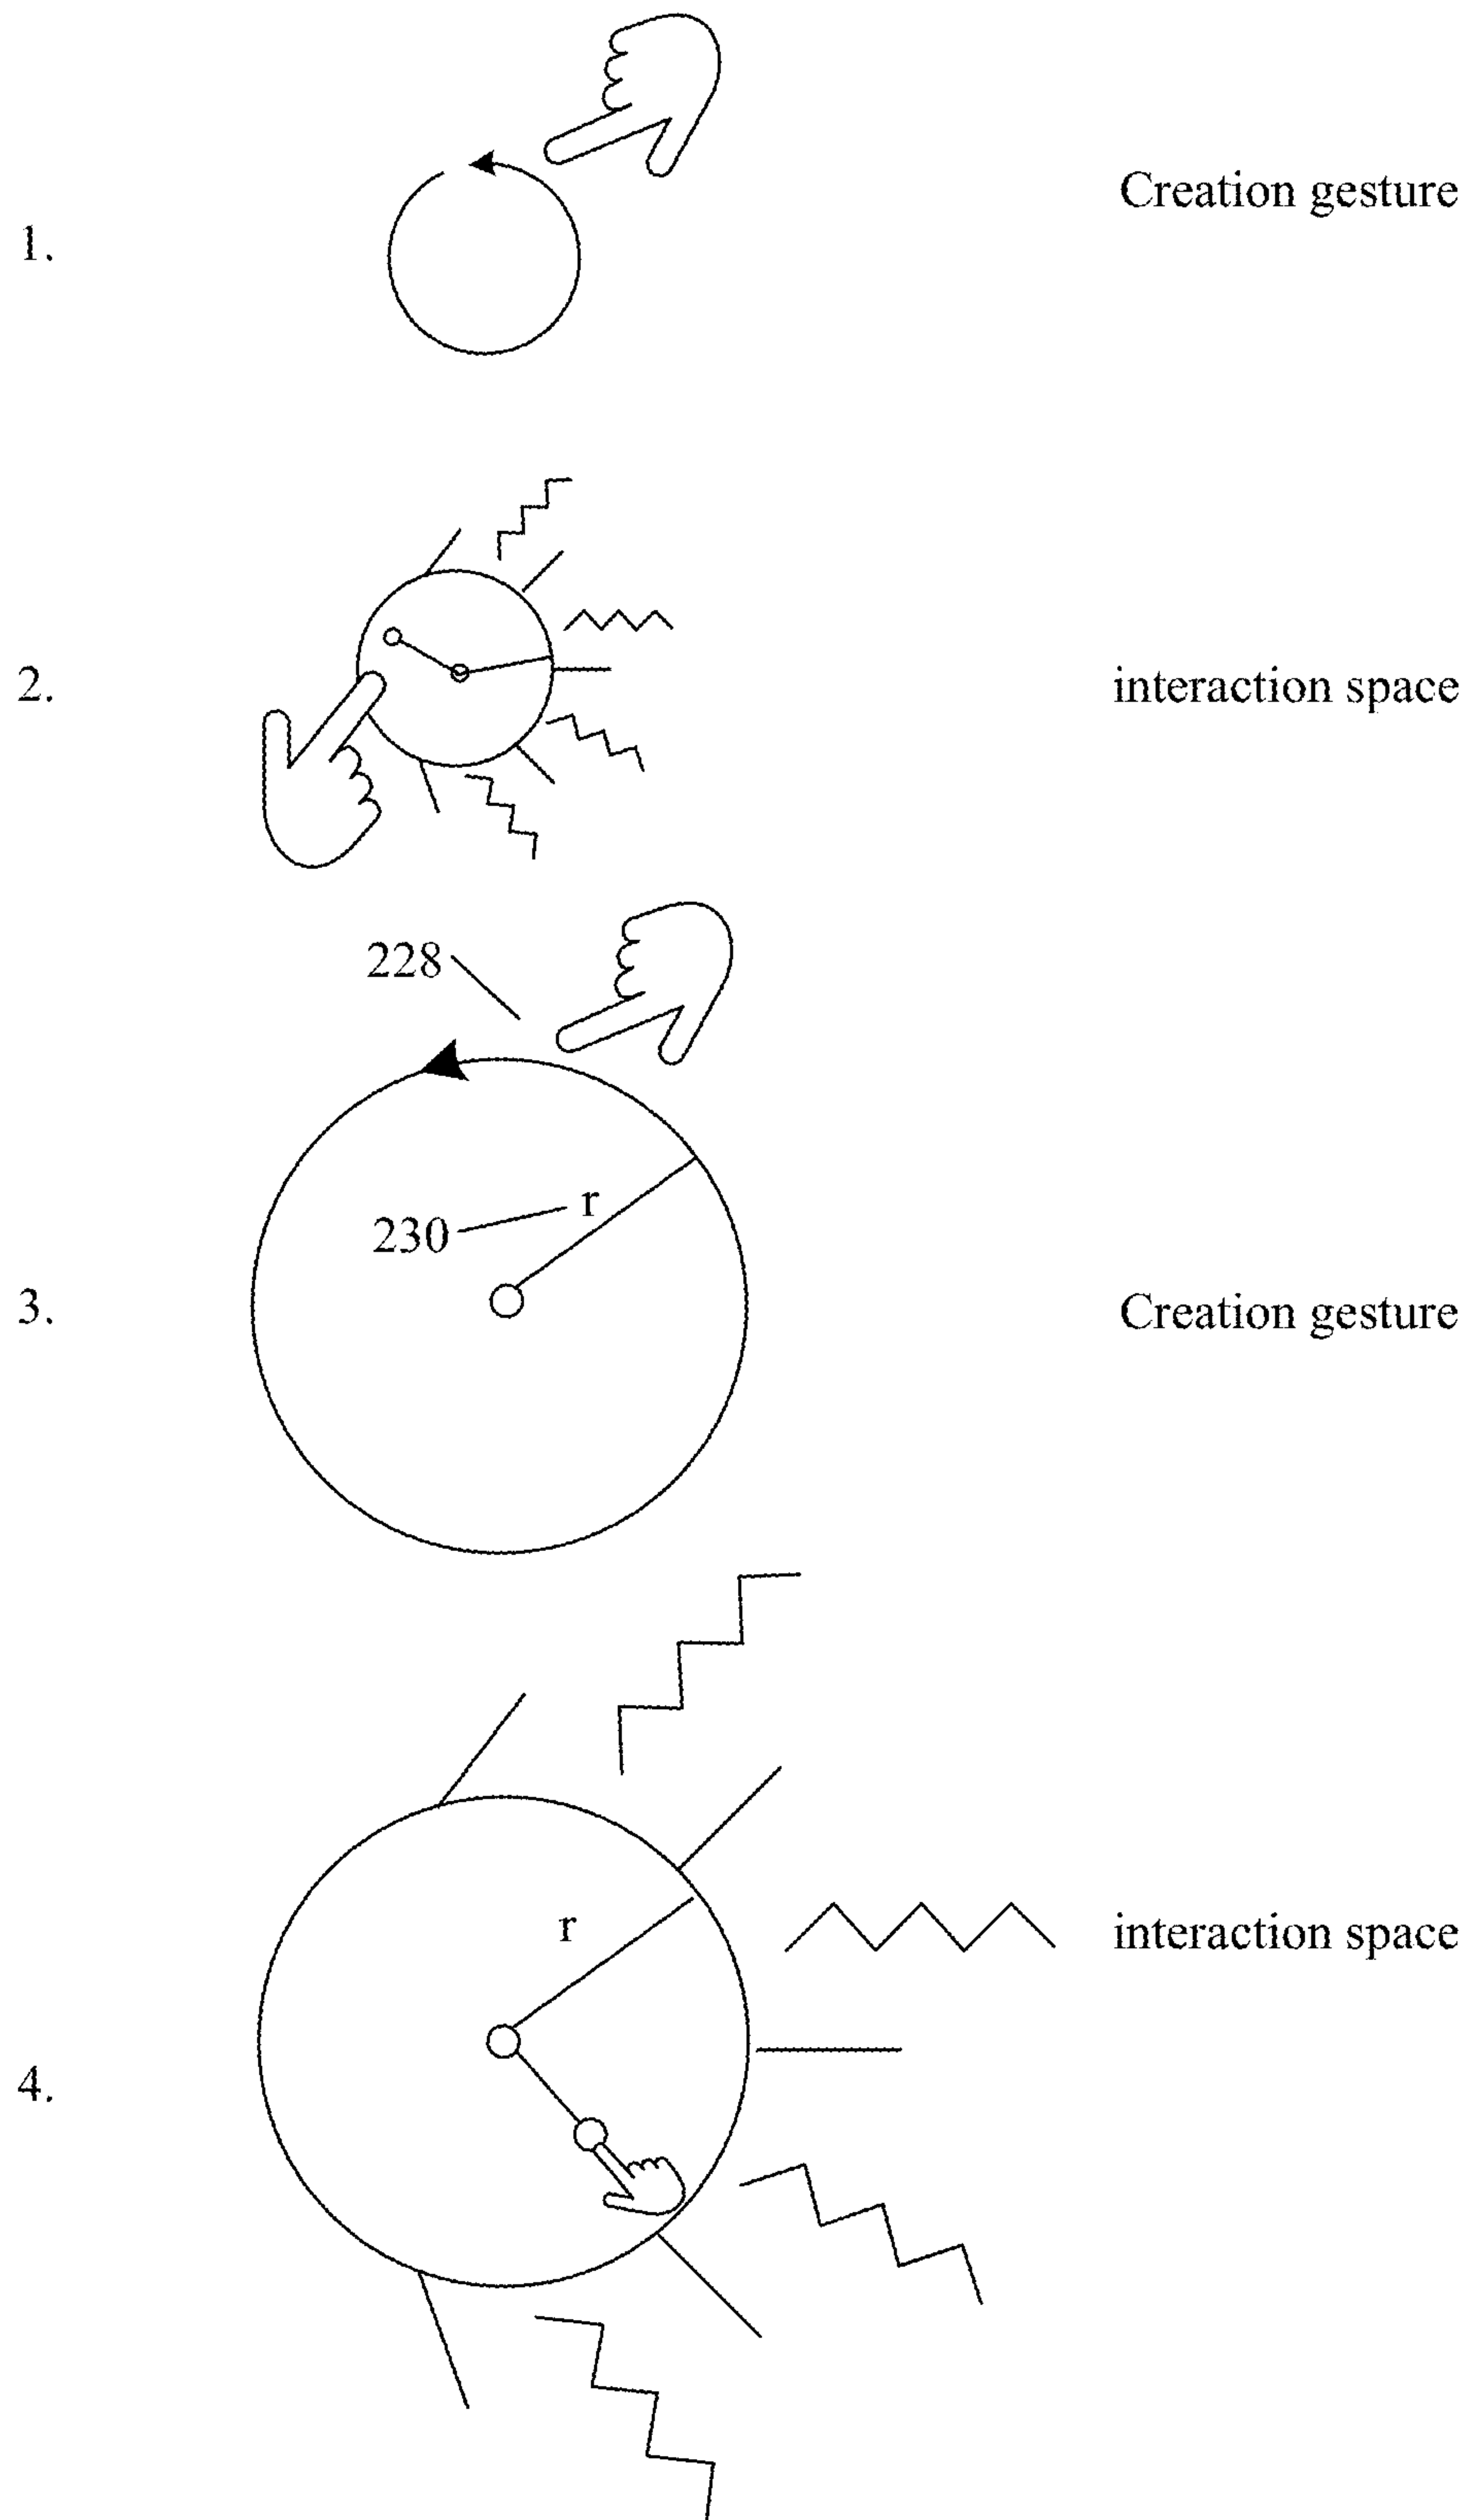 Creation gesture
1.
2.
interaction space
228
230
r
3.
Creation gesture
r
interaction space
4.